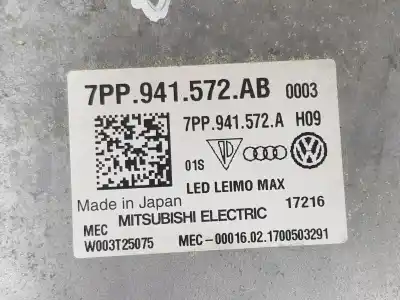 7PP.941.572.AB 0003
7PP.941.572.A H09
01S
LED LEIMO MAX
Made in Japan 17216
MEC MITSUBISHI ELECTRIC
W003T25075 MEC-00016.02.1700503291